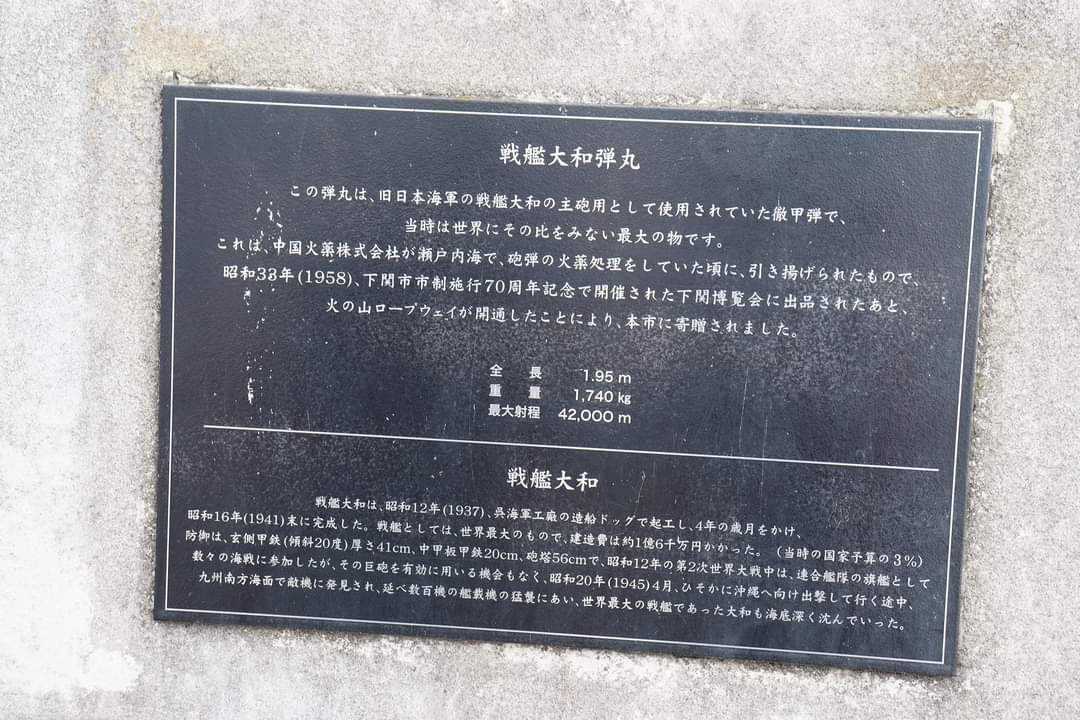 戦艦大和弾丸
この弾丸は、旧日本海軍の戦艦大和の主砲用として使用されていた徹甲弾で、
当時は世界にその比をみない最大の物です。
これは、中国火薬株式会社が瀬戸内海で、砲弾の火薬処理をしていた頃に、引き揚げられたもので、
昭和33年(1958)、下関市市制施行70周年記念で開催された下関博覧会に出品されたあと、
火の山ロープウェイが開通したことにより、本市に寄贈されました。
全 長 1.95 m
重 量 1,740 kg
最大射程 42,000 m
戦艦大和
戦艦大和は、昭和12年(1937)、呉海軍工廠の造船ドッグで起工し、4年の歳月をかけ、
昭和16年(1941)末に完成した。戦艦としては、世界最大のもので、建造費は約1億6千万円かかった。(当時の国家予算の3%)
防御は、玄側甲鉄(傾斜20度)厚さ41cm、中甲板甲鉄20cm、砲塔56cmで、昭和12年の第2次世界大戦中は、連合艦隊の旗艦として
数々の海戦に参加したが、その巨砲を有効に用いる機会もなく、昭和20年(1945)4月、ひそかに沖縄へ向け出撃して行く途中、
九州南方海面で敵機に発見され、延べ数百機の艦載機の猛襲にあい、世界最大の戦艦であった大和も海底深く沈んでいった。